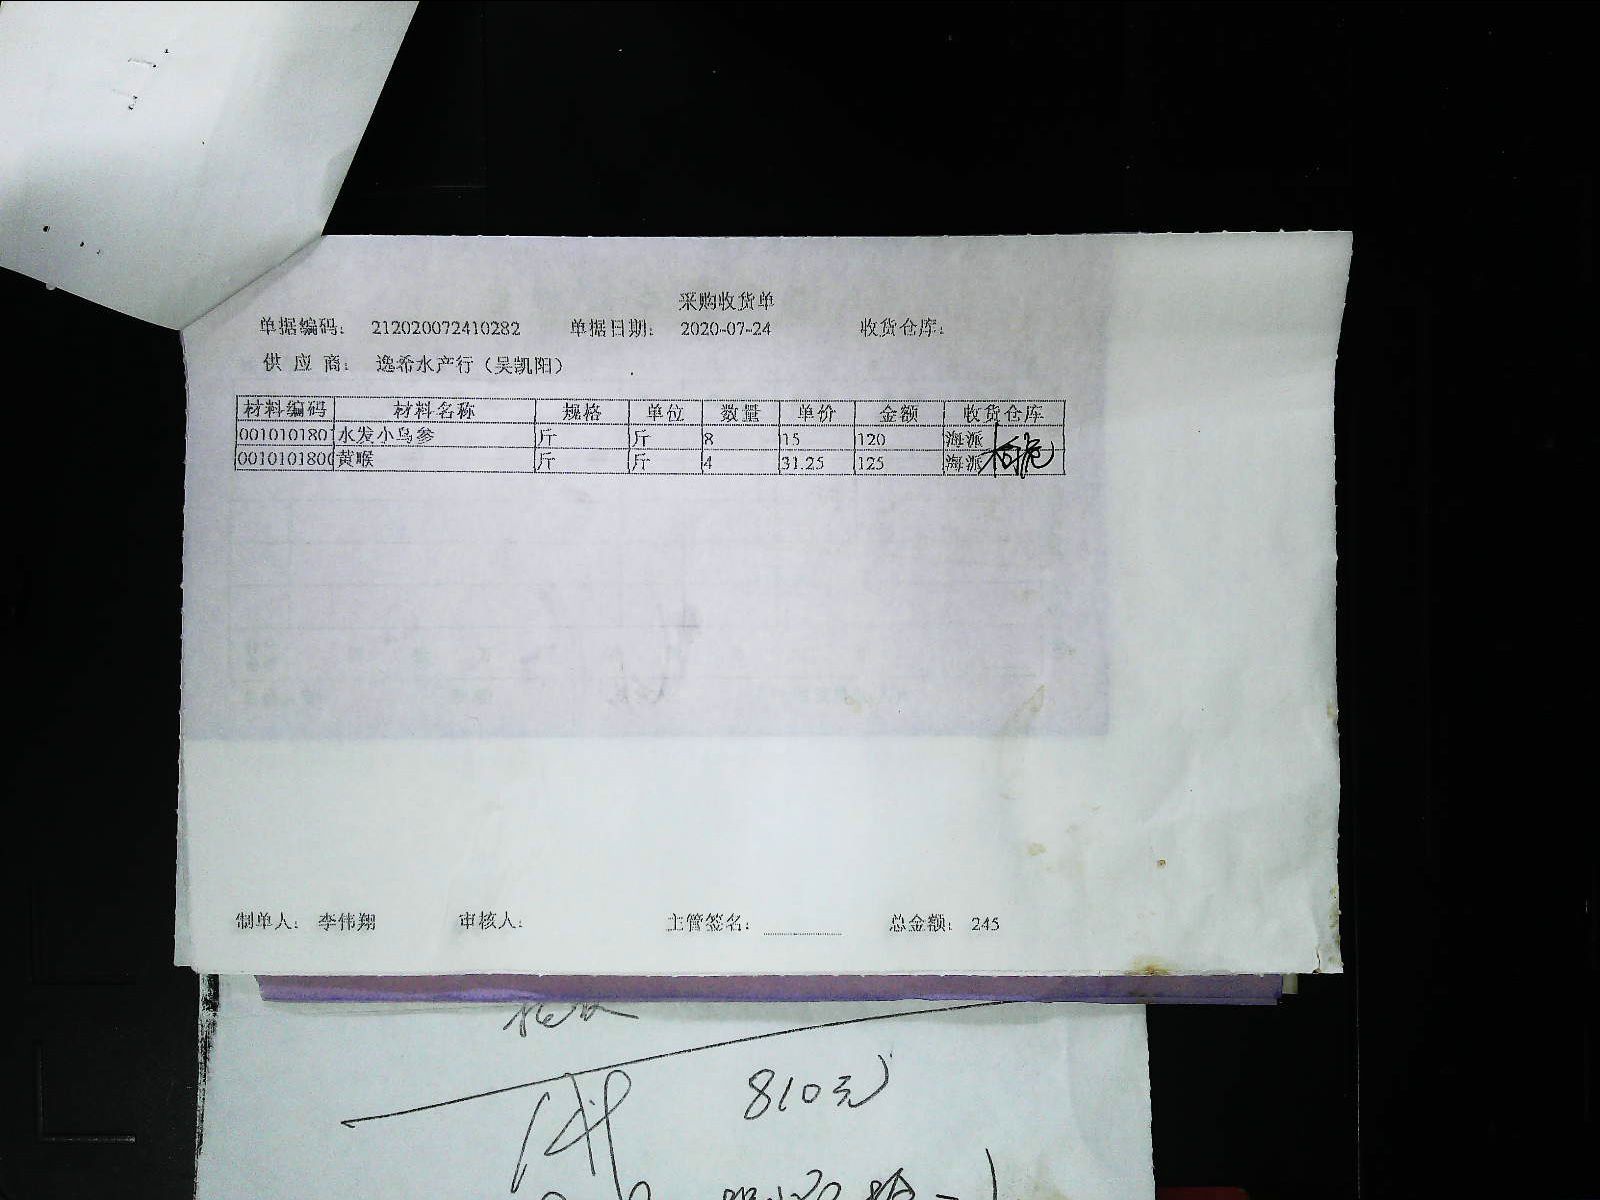 采购收货单
单据编码: 212020072410282 单据日期: 2020-07-24 收货仓库:
供 应 商: 逸希水产行（吴凯阳）
材料编码 材料名称 规格 单位 数量 单价 金额 收货仓库
001010180 水发小乌参 斤 斤 8 15 120 海派
0010101800 黄喉 斤 斤 4 31.25 125 海派
制单人: 李伟翔 审核人: 主管签名: 总金额: 245
810元